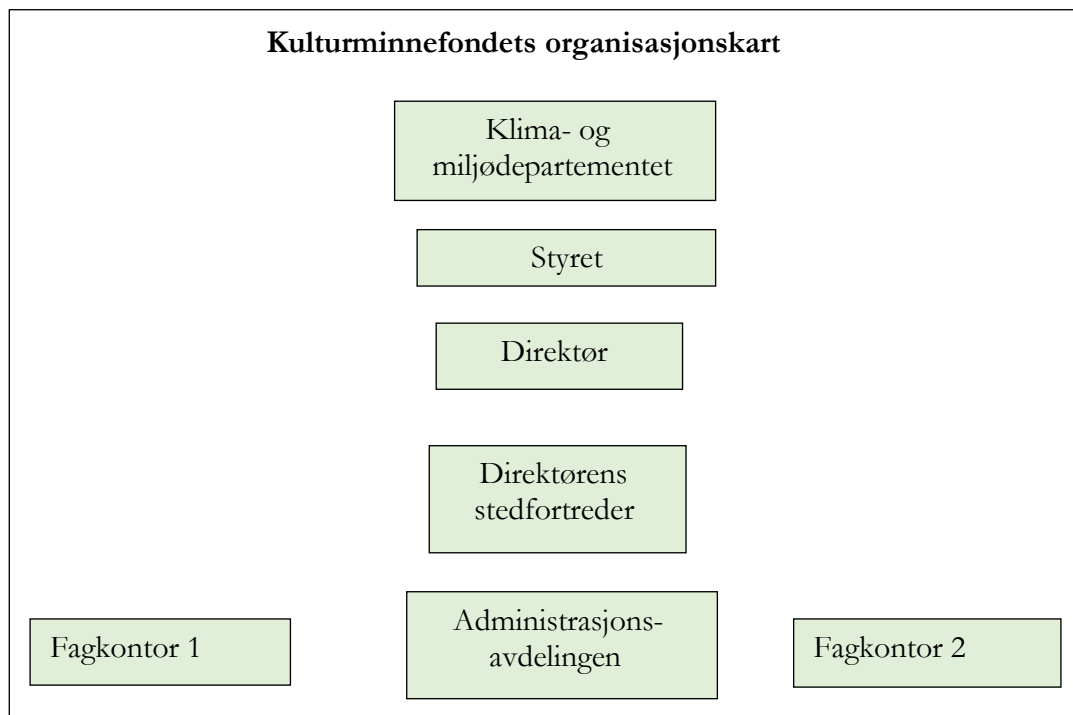 Kulturminnefondets organisasjonskart
Klima- og
miljødepartementet
Styret
Direktør
Direktørens
stedfortreder
Administrasjons-
avdelingen
Fagkontor 1
Fagkontor 2